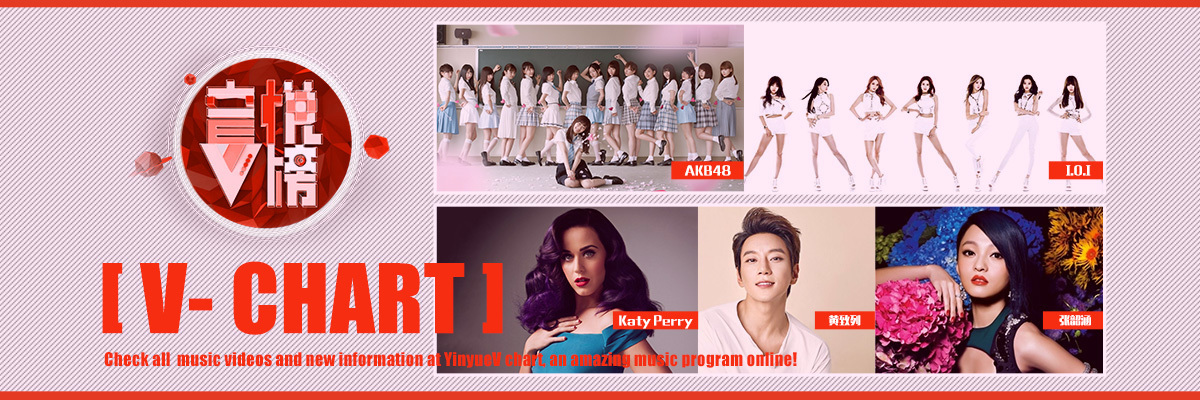 音悦
V榜
AKB48
I.O.I
Katy Perry
黄致列
张韶涵
[ V- CHART ]
Check all music videos and new information at YinyueV chart, an amazing music program online!